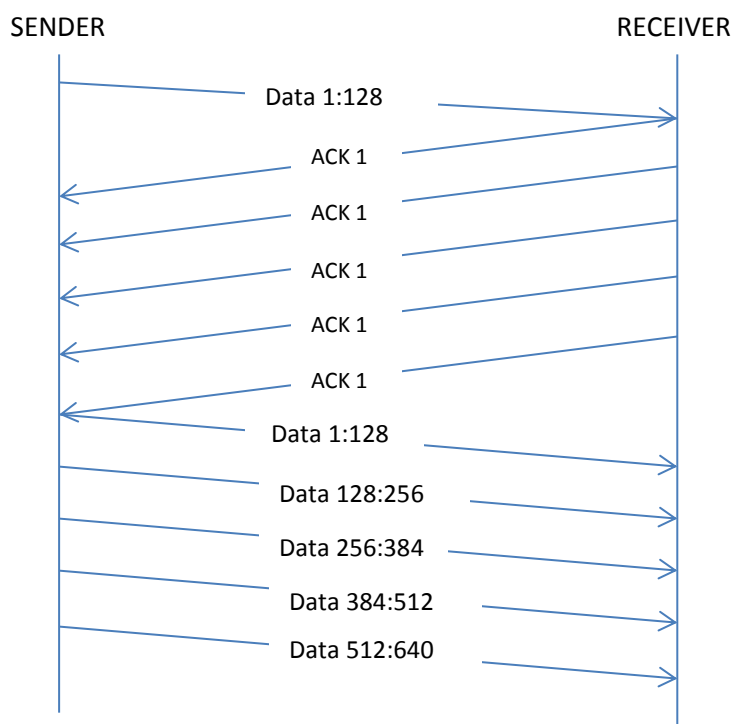 SENDER
RECEIVER
Data 1:128
ACK 1
ACK 1
ACK 1
ACK 1
ACK 1
Data 1:128
Data 128:256
Data 256:384
Data 384:512
Data 512:640